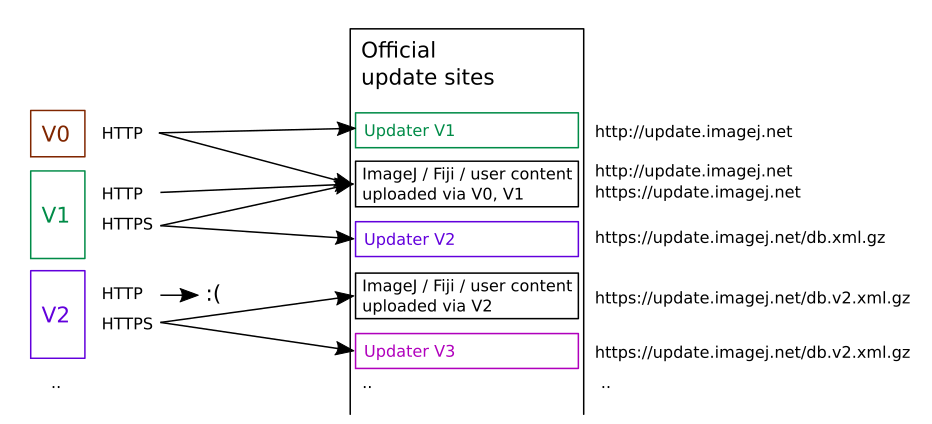 Official
update sites
V0
HTTP
Updater V1
http://update.imagej.net
ImageJ / Fiji / user content
uploaded via V0, V1
http://update.imagej.net
https://update.imagej.net
V1
HTTP
HTTPS
Updater V2
https://update.imagej.net/db.xml.gz
V2
HTTP
:(
HTTPS
ImageJ / Fiji / user content
uploaded via V2
https://update.imagej.net/db.v2.xml.gz
Updater V3
https://update.imagej.net/db.v2.xml.gz
..
..
..